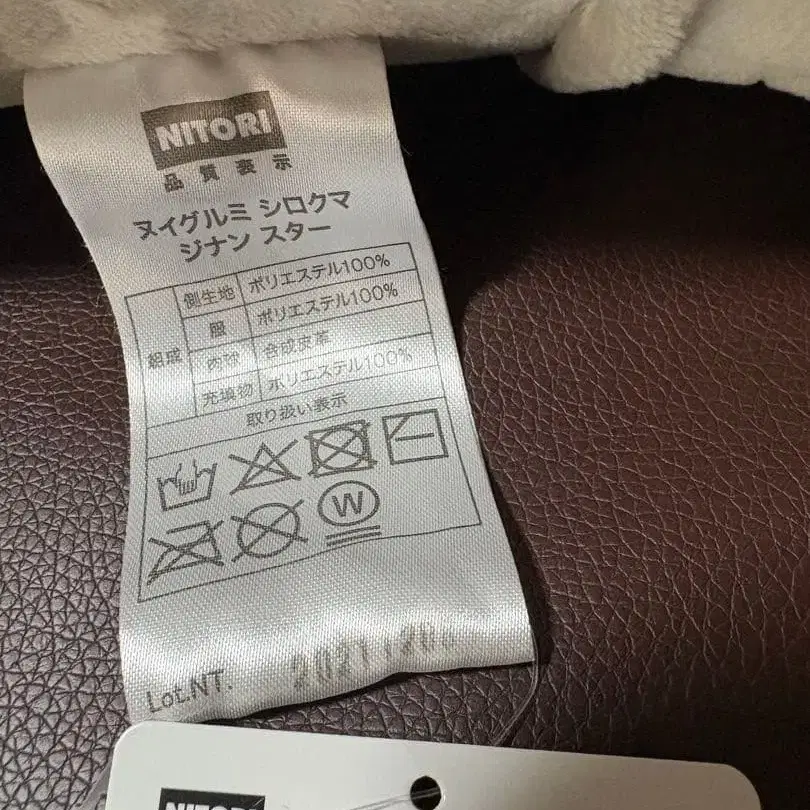 NITORI
品質表示
ヌイグルミ シロクマ
ジナン スター
組成
側生地 ポリエステル100%
服 ポリエステル100%
肉球 合成皮革
充填物 ポリエステル100%
取り扱い表示
W
Lot.NT.
NITORI